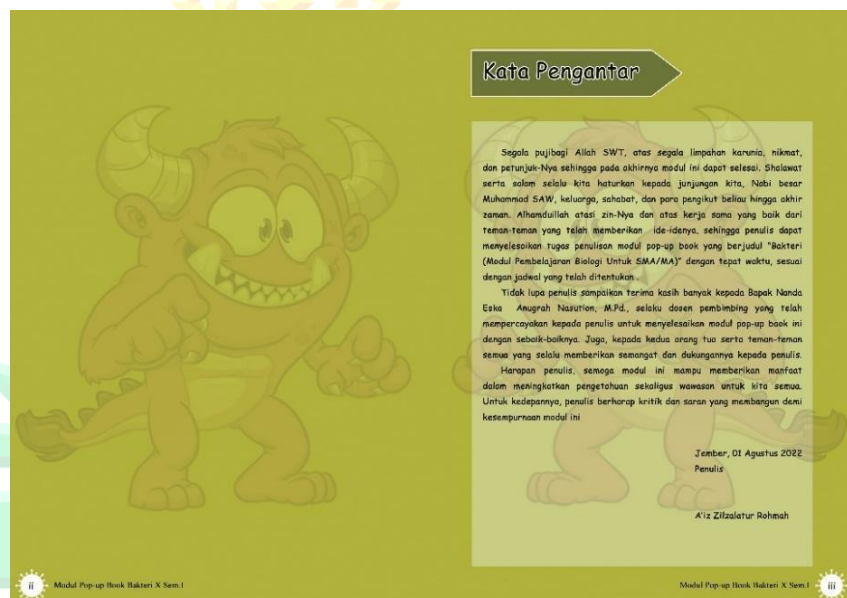 Kata Pengantar
Segala pujibagi Allah SWT, atas segala limpahan karunia, nikmat,
dan petunjuk-Nya sehingga pada akhirnya modul ini dapat selesai. Shalawat
serta salam selalu kita haturkan kepada junjungan kita, Nabi besar
Muhammad SAW, keluarga, sahabat, dan para pengikut beliau hingga akhir
zaman. Alhamduillah atasi zin-Nya dan atas kerja sama yang baik dari
teman-teman yang telah memberikan ide-idenya, sehingga penulis dapat
menyelesaikan tugas penulisan modul pop-up book yang berjudul "Bakteri
(Modul Pembelajaran Biologi Untuk SMA/MA)" dengan tepat waktu, sesuai
dengan jadwal yang telah ditentukan .
Tidak lupa penulis sampaikan terima kasih banyak kepada Bapak Nanda
Eska Anugrah Nasution, M.Pd., selaku dosen pembimbing yang telah
mempercayakan kepada penulis untuk menyelesaikan modul pop-up book ini
dengan sebaik-baiknya. Juga, kepada kedua orang tua serta teman-teman
semua yang selalu memberikan semangat dan dukungannya kepada penulis.
Harapan penulis, semoga modul ini mampu memberikan manfaat
dalam meningkatkan pengetahuan sekaligus wawasan untuk kita semua.
Untuk kedepannya, penulis berharap kritik dan saran yang membangun demi
kesempurnaan modul ini
Jember, 01 Agustus 2022
Penulis
A'iz Zilzalatur Rohmah
ii Modul Pop-up Book Bakteri X Sem.1
Modul Pop-up Book Bakteri X Sem.1 iii